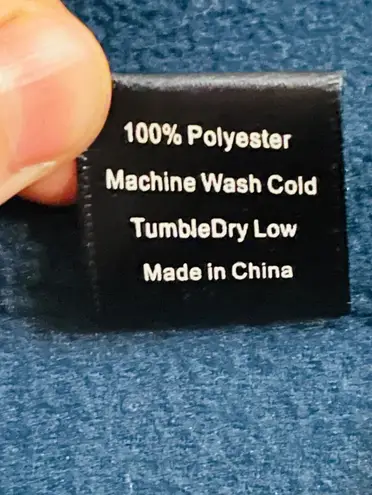 100% Polyester
Machine Wash Cold
TumbleDry Low
Made in China